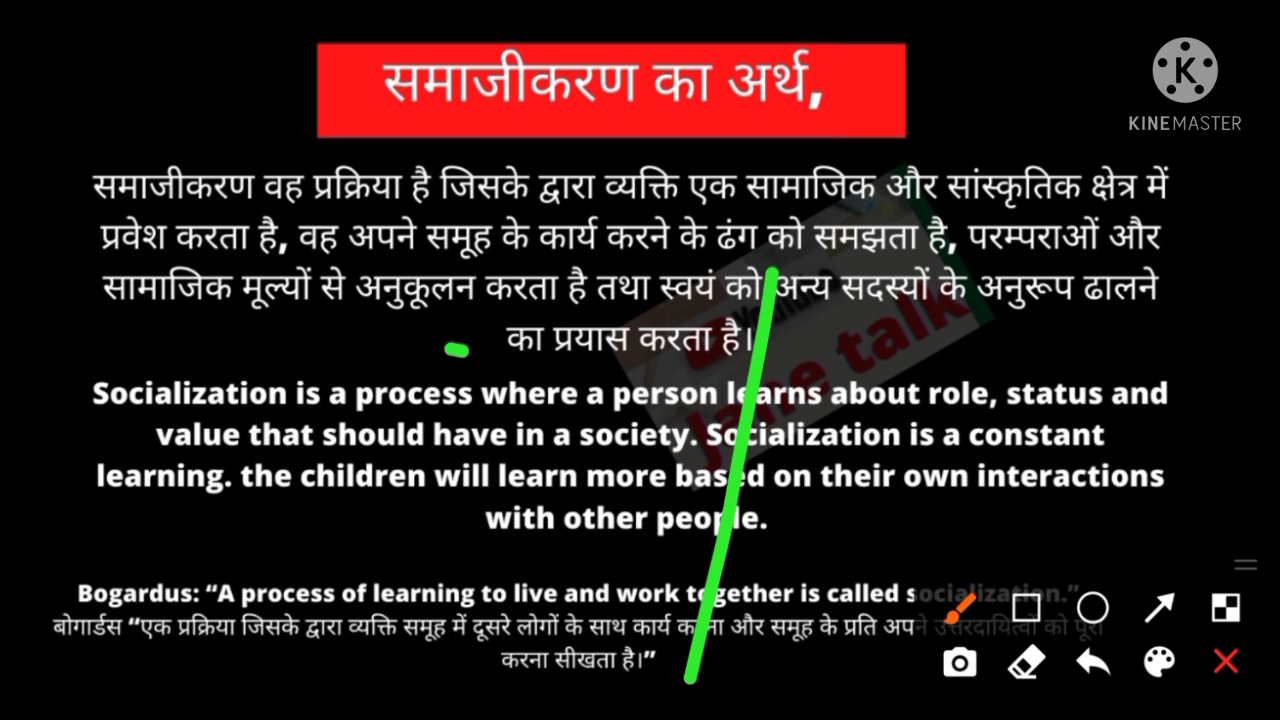 समाजीकरण का अर्थ,
KINEMASTER
समाजीकरण वह प्रक्रिया है जिसके द्वारा व्यक्ति एक सामाजिक और सांस्कृतिक क्षेत्र में
प्रवेश करता है, वह अपने समूह के कार्य करने के ढंग को समझता है, परम्पराओं और
सामाजिक मूल्यों से अनुकूलन करता है तथा स्वयं को अन्य सदस्यों के अनुरूप ढालने
का प्रयास करता है।
Jane talk
Socialization is a process where a person learns about role, status and
value that should have in a society. Socialization is a constant
learning. the children will learn more based on their own interactions
with other people.
Bogardus: “A process of learning to live and work together is called socialization.”
बोगार्डस “एक प्रक्रिया जिसके द्वारा व्यक्ति समूह में दूसरे लोगों के साथ कार्य करना और समूह के प्रति अपने उत्तरदायित्वों को पूरा
करना सीखता है।”